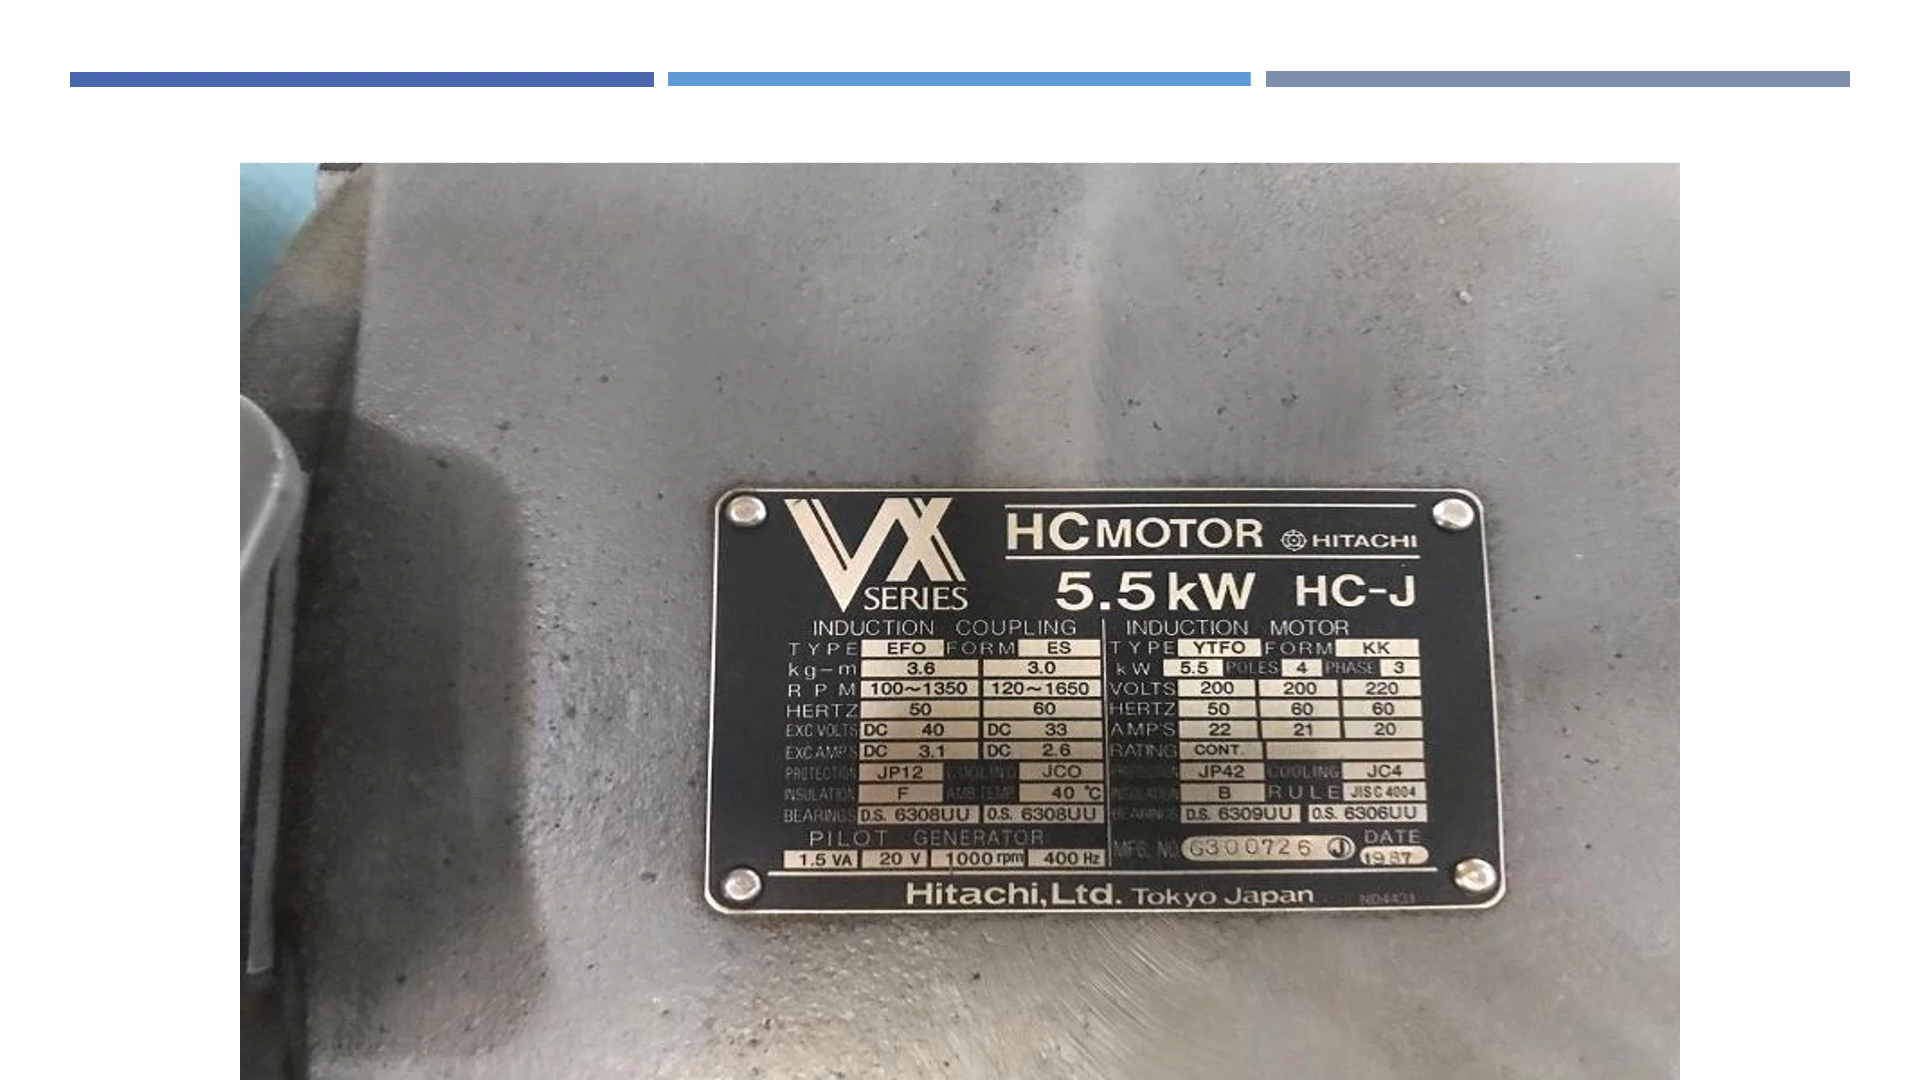 VX SERIES
HC MOTOR HITACHI
5.5kW HC-J
INDUCTION COUPLING
TYPE EFO FORM ES
kg-m 3.6 3.0
RPM 100~1350 120~1650
HERTZ 50 60
EXC.VOLTS DC 40 DC 33
EXC.AMPS DC 3.1 DC 2.6
PROTECTION JP12 COOLING JCO
INSULATION F AMB.TEMP. 40 °C
BEARINGS D.S. 6308UU O.S. 6308UU
PILOT GENERATOR
1.5 VA 20 V 1000 rpm 400 Hz
INDUCTION MOTOR
TYPE YTFO FORM KK
kW 5.5 POLES 4 PHASE 3
VOLTS 200 200 220
HERTZ 50 60 60
AMP'S 22 21 20
RATING CONT.
PROTECTION JP42 COOLING JC4
INSULATION B RULE JIS C 4004
BEARINGS D.S. 6309UU O.S. 6306UU
MFG. NO. G300726 J DATE 1987
Hitachi,Ltd. Tokyo Japan